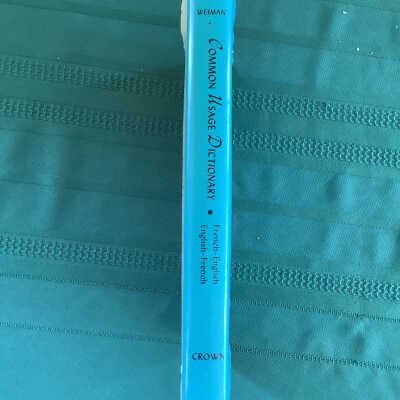 WEIMAN
COMMON USAGE DICTIONARY
French-English
English-French
CROWN